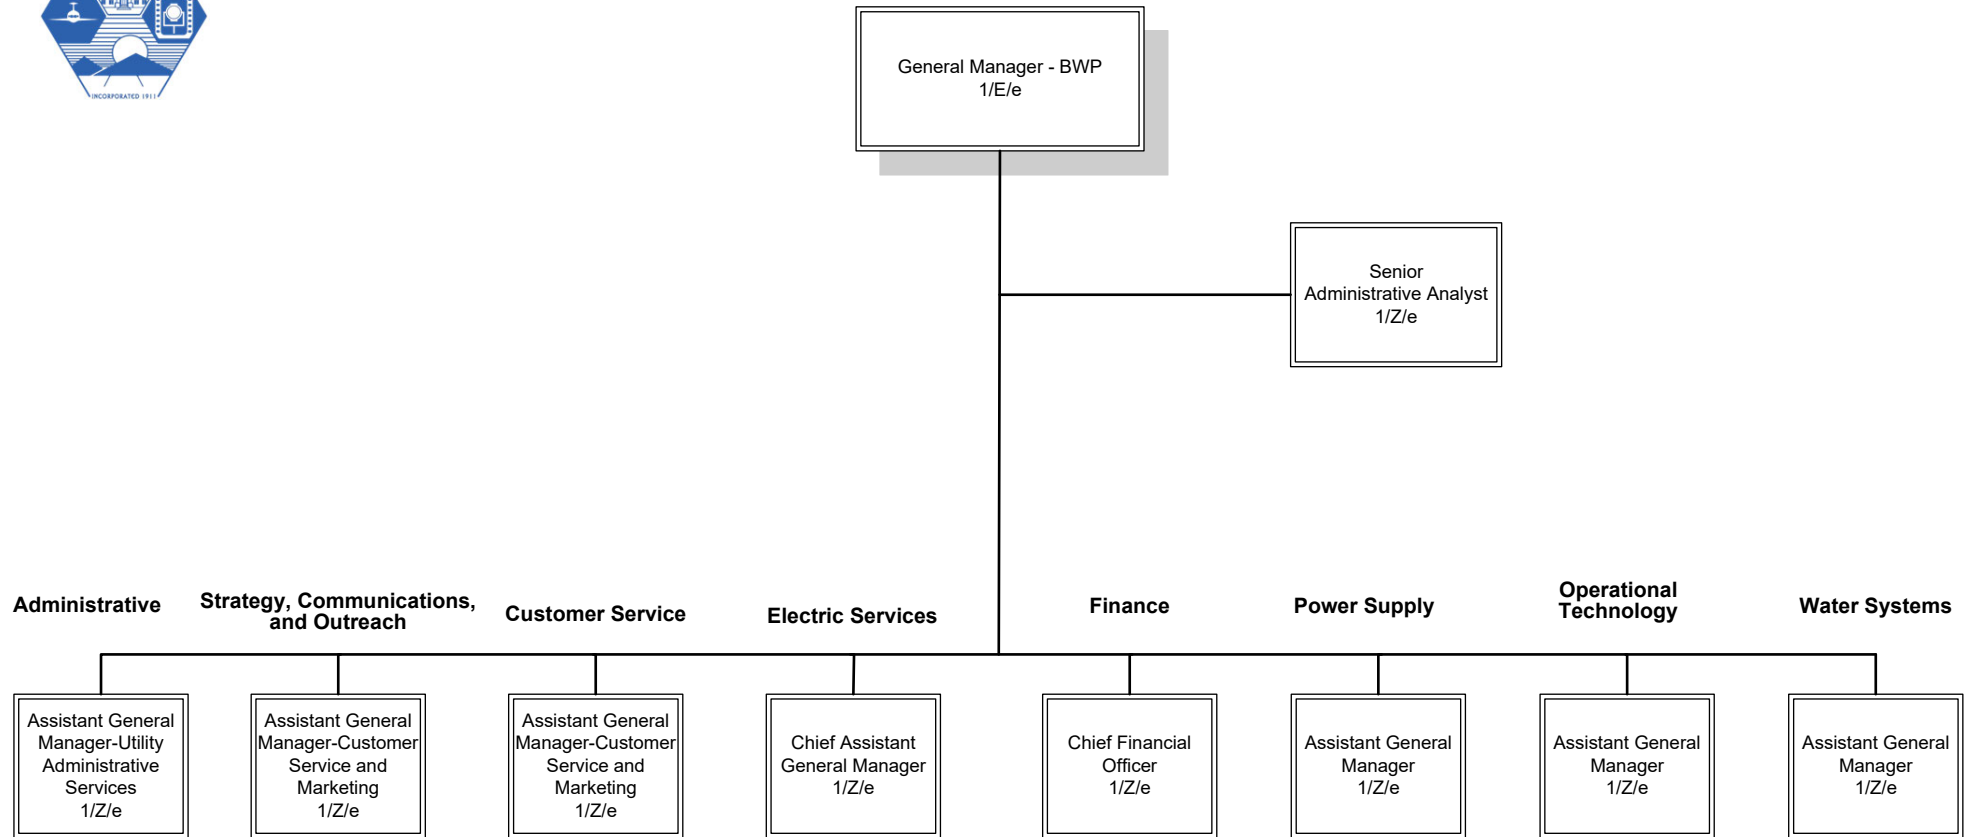 INCORPORATED 1911
General Manager - BWP
1/E/e
Senior
Administrative Analyst
1/Z/e
Administrative
Strategy, Communications,
and Outreach
Customer Service
Electric Services
Finance
Power Supply
Operational
Technology
Water Systems
Assistant General
Manager-Utility
Administrative
Services
1/Z/e
Assistant General
Manager-Customer
Service and
Marketing
1/Z/e
Assistant General
Manager-Customer
Service and
Marketing
1/Z/e
Chief Assistant
General Manager
1/Z/e
Chief Financial
Officer
1/Z/e
Assistant General
Manager
1/Z/e
Assistant General
Manager
1/Z/e
Assistant General
Manager
1/Z/e